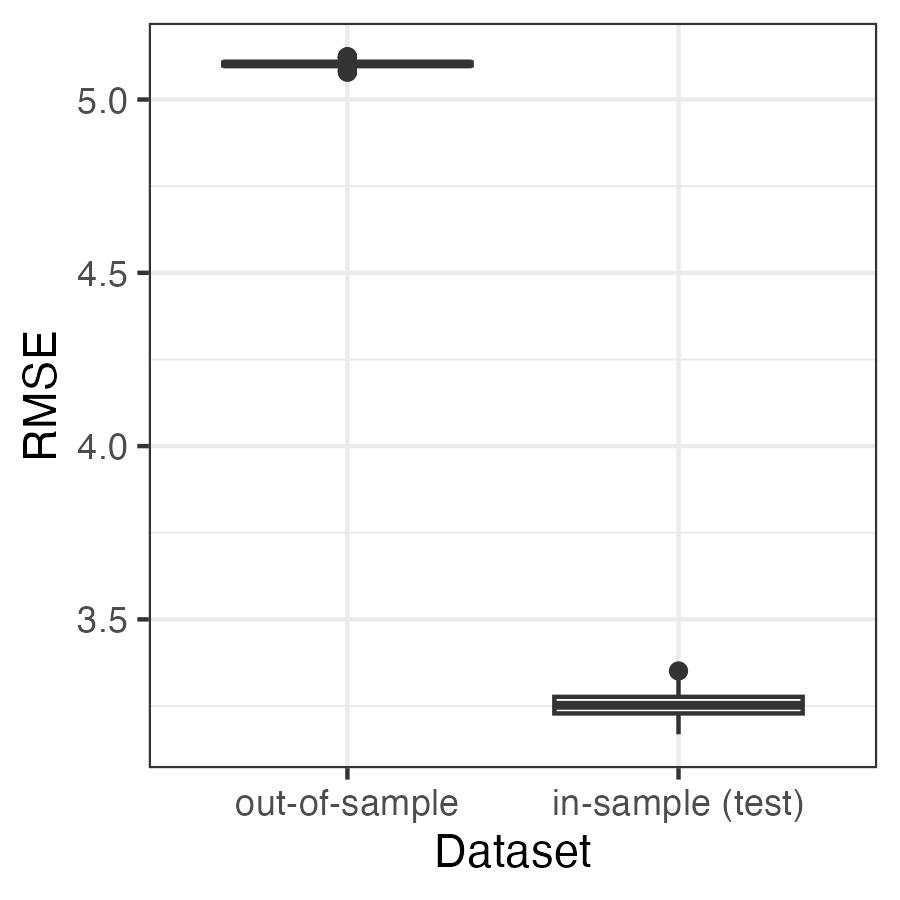 RMSE
5.0
4.5
4.0
3.5
out-of-sample
in-sample (test)
Dataset